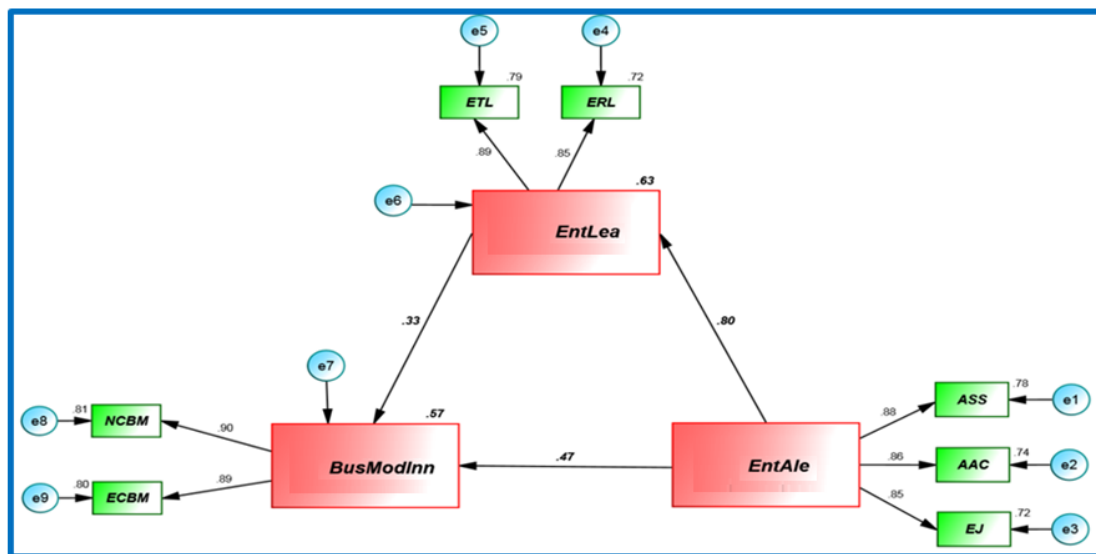 e5
e4
.79
.72
ETL
ERL
.89
.85
.63
e6
EntLea
.33
.80
e7
.78
.81
ASS
e1
e8
NCBM
.88
.57
.90
.74
.86
AAC
e2
BusModInn
.47
EntAle
.80
.89
.85
e9
ECBM
.72
EJ
e3